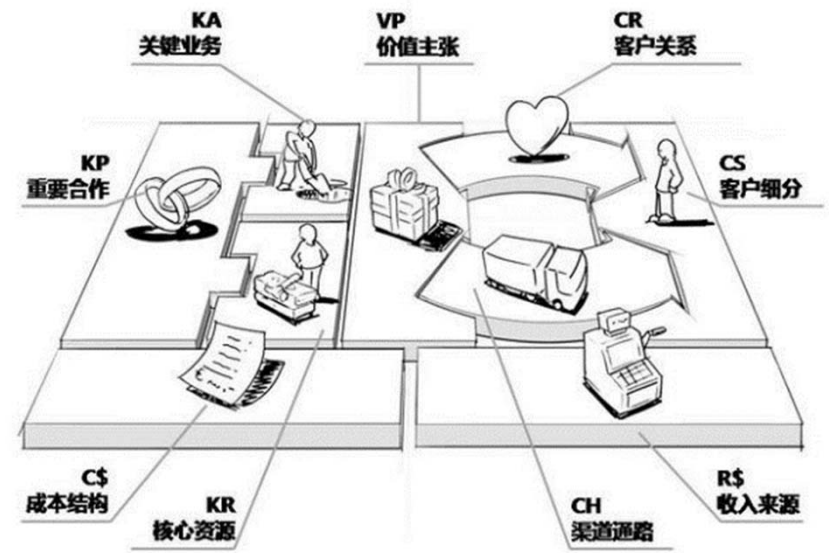 KA
关键业务
VP
价值主张
CR
客户关系
KP
重要合作
CS
客户细分
C$
成本结构
KR
核心资源
CH
渠道通路
R$
收入来源